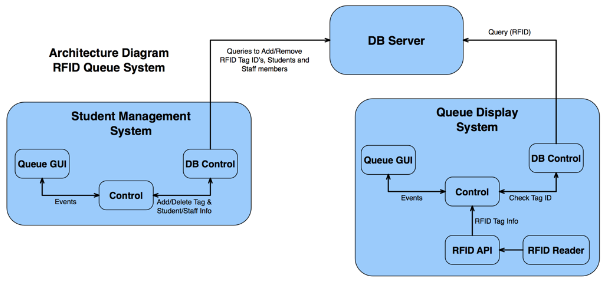 Architecture Diagram
RFID Queue System
DB Server
Queries to Add/Remove
RFID Tag ID's, Students and
Staff members
Query (RFID)
Student Management
System
Queue GUI
DB Control
Control
Events
Add/Delete Tag &
Student/Staff Info
Queue Display
System
Queue GUI
DB Control
Control
Events
Check Tag ID
RFID Tag Info
RFID API
RFID Reader